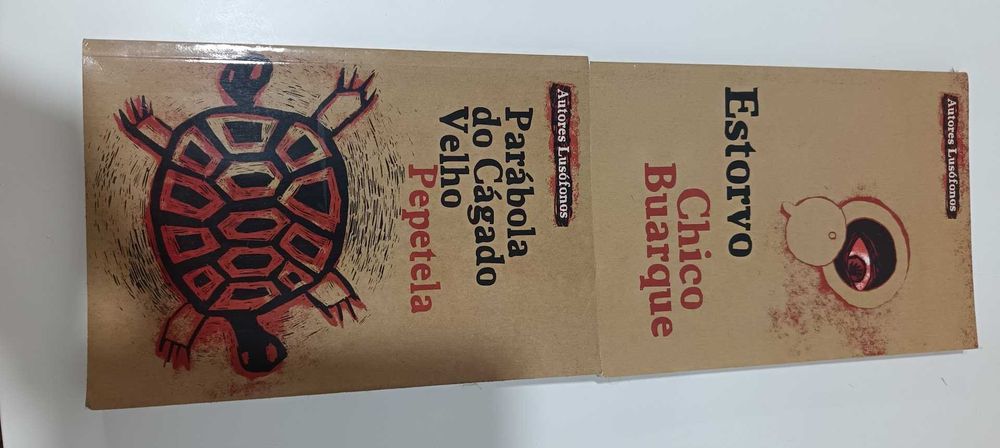 Autores Lusófonos
Parábola
do Cágado
Velho
Pepetela
Autores Lusófonos
Estorvo
Chico
Buarque